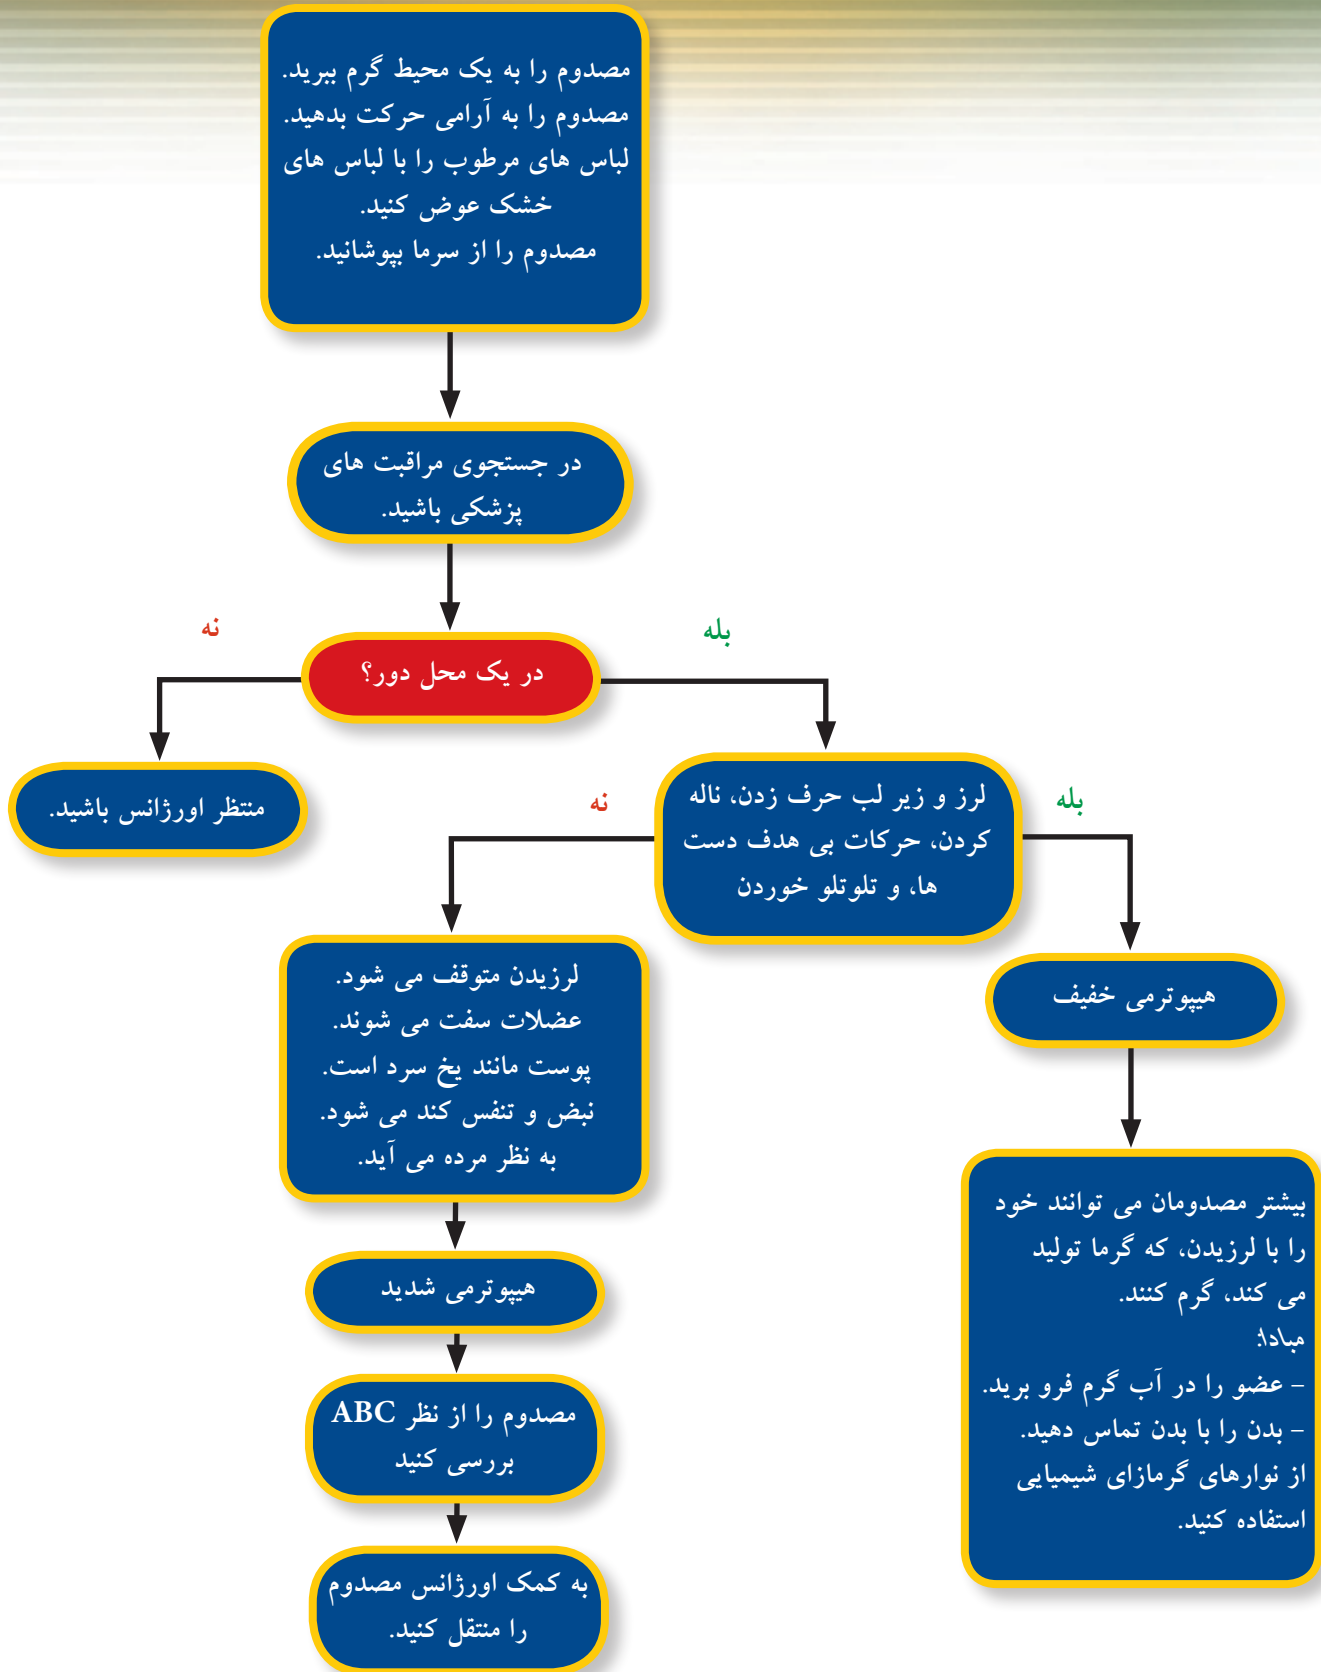 مصدوم را به یک محیط گرم ببرید.
مصدوم را به آرامی حرکت بدهید.
لباس های مرطوب را با لباس های
خشک عوض کنید.
مصدوم را از سرما بپوشانید.
در جستجوی مراقبت های
پزشکی باشید.
در یک محل دور؟
بله
نه
منتظر اورژانس باشید.
لرز و زیر لب حرف زدن، ناله
کردن، حرکات بی هدف دست
ها، و تلوتلو خوردن
بله
نه
هیپوترمی خفیف
بیشتر مصدومان می توانند خود
را با لرزیدن، که گرما تولید
می کند، گرم کنند.
مبادا:
- عضو را در آب گرم فرو برید.
- بدن را با بدن تماس دهید.
از نوارهای گرمازای شیمیایی
استفاده کنید.
لرزیدن متوقف می شود.
عضلات سفت می شوند.
پوست مانند یخ سرد است.
نبض و تنفس کند می شود.
به نظر مرده می آید.
هیپوترمی شدید
مصدوم را از نظر ABC
بررسی کنید
به کمک اورژانس مصدوم
را منتقل کنید.